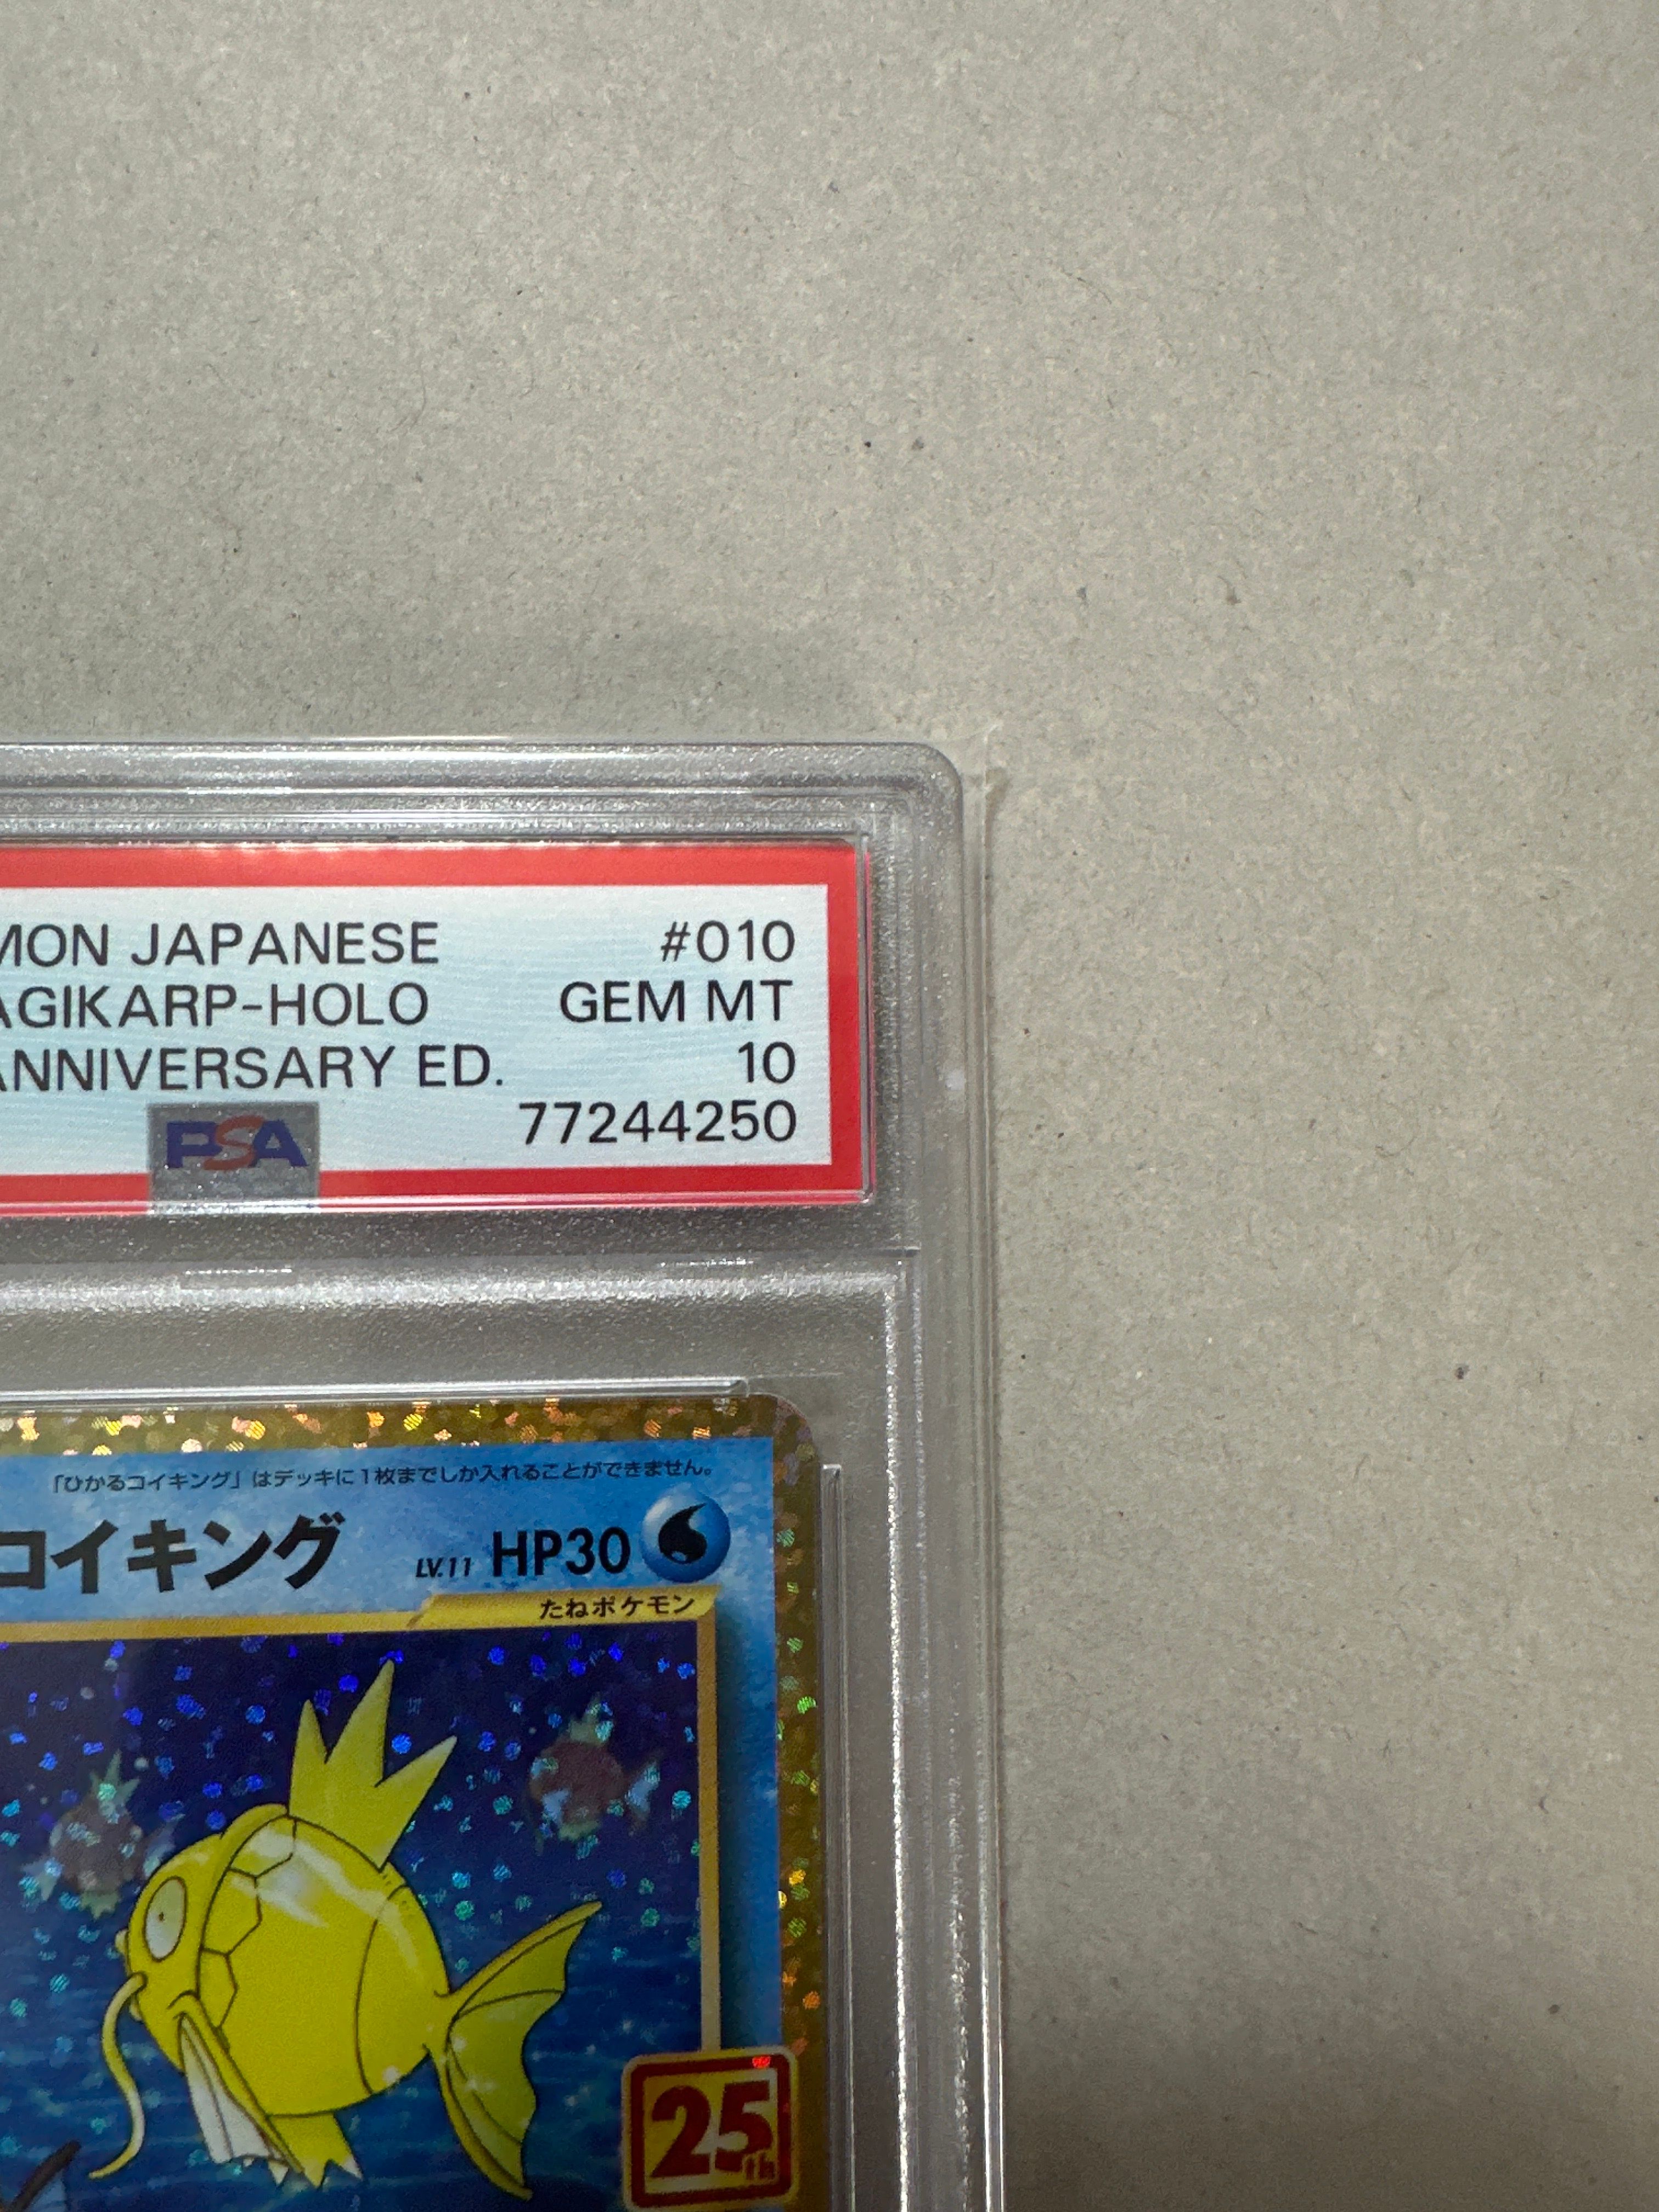 MON JAPANESE #010
AGIKARP-HOLO GEM MT
ANNIVERSARY ED. 10
PSA 77244250
「ひかるコイキング」はデッキに1枚までしか入れることができません。
コイキング LV.11 HP30
たねポケモン
25th